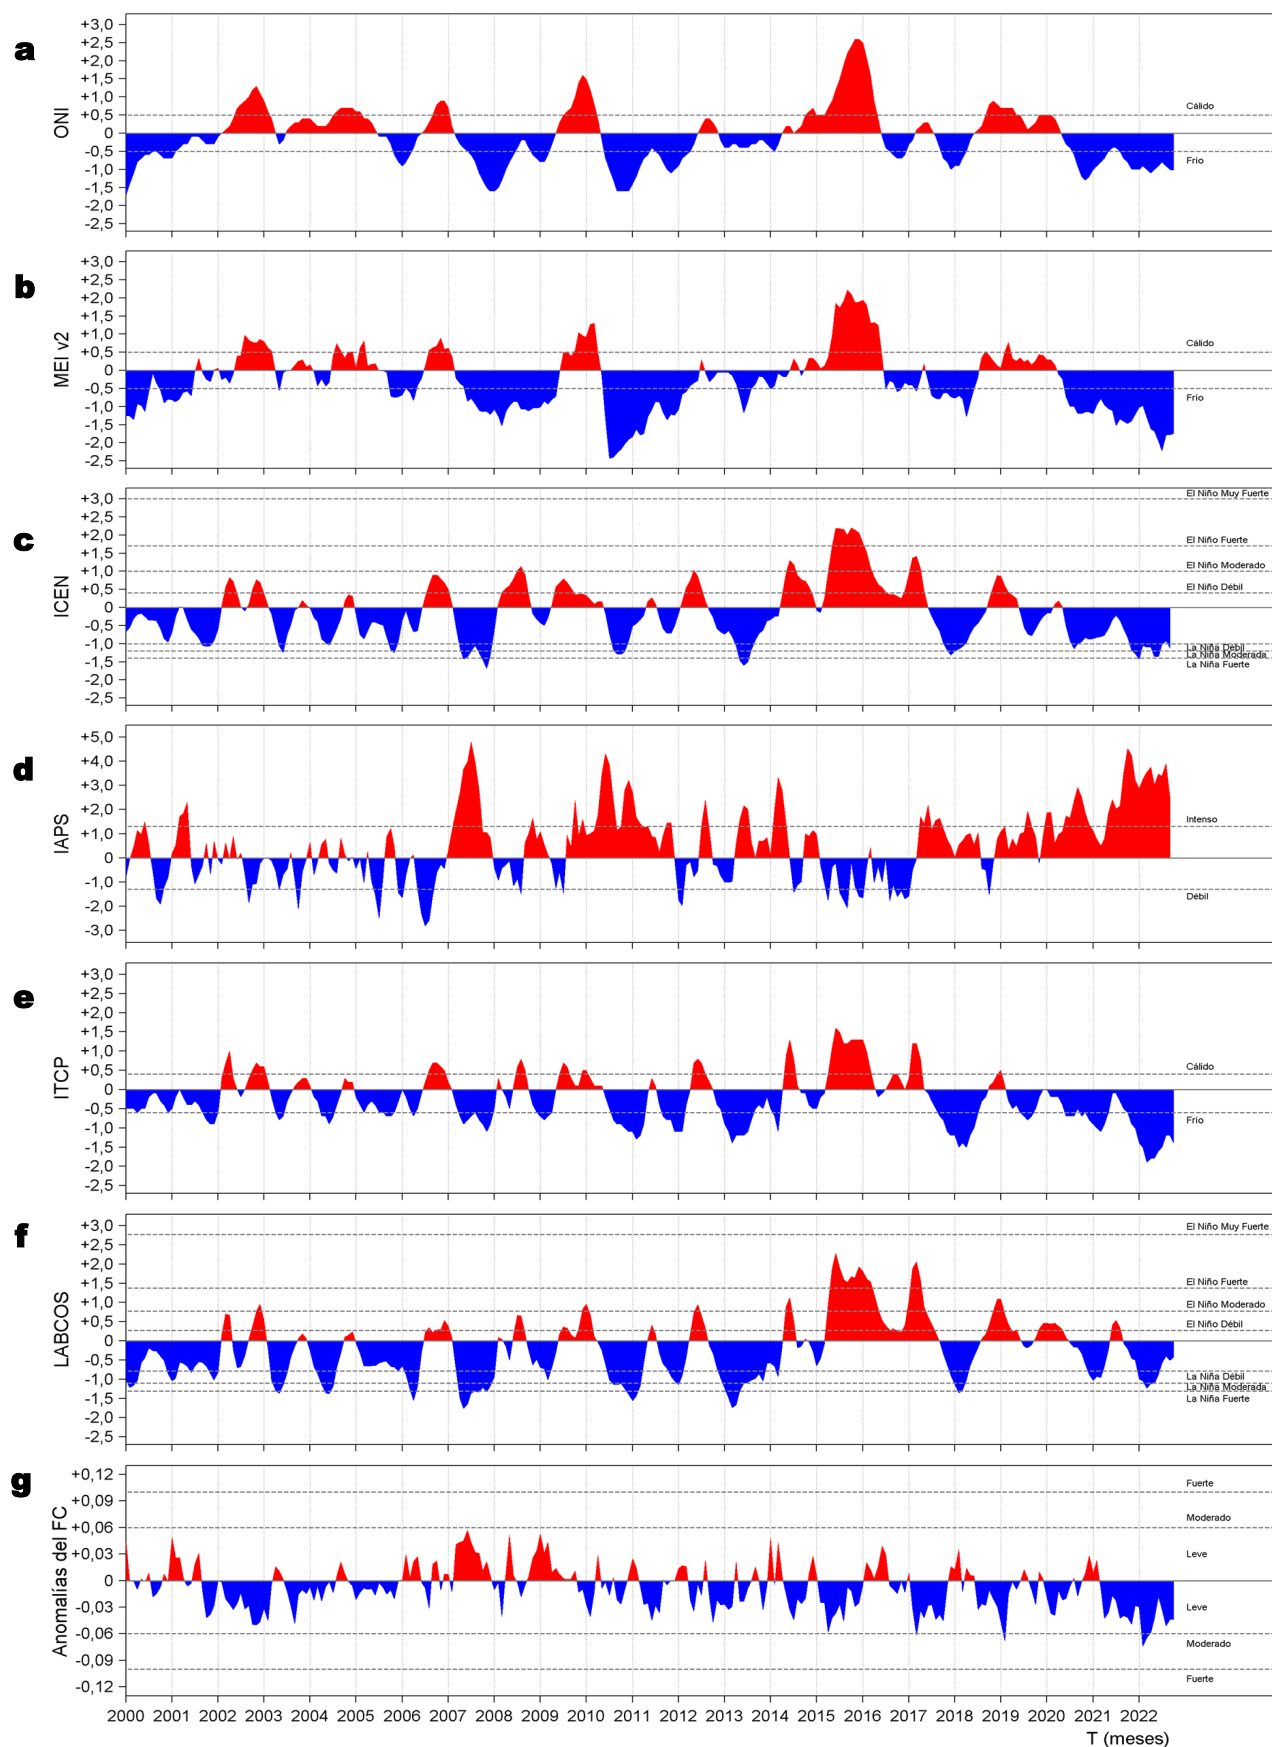 a
ONI
+3,0
+2,5
+2,0
+1,5
+1,0
+0,5
0
-0,5
-1,0
-1,5
-2,0
-2,5
Cálido
Frio
b
MEI v2
+3,0
+2,5
+2,0
+1,5
+1,0
+0,5
0
-0,5
-1,0
-1,5
-2,0
-2,5
Cálido
Frio
c
ICEN
+3,0
+2,5
+2,0
+1,5
+1,0
+0,5
0
-0,5
-1,0
-1,5
-2,0
-2,5
El Niño Muy Fuerte
El Niño Fuerte
El Niño Moderado
El Niño Débil
La Niña Débil
La Niña Moderada
La Niña Fuerte
d
IAPS
+5,0
+4,0
+3,0
+2,0
+1,0
0
-1,0
-2,0
-3,0
Intenso
Débil
e
ITCP
+3,0
+2,5
+2,0
+1,5
+1,0
+0,5
0
-0,5
-1,0
-1,5
-2,0
-2,5
Cálido
Frio
f
LABCOS
+3,0
+2,5
+2,0
+1,5
+1,0
+0,5
0
-0,5
-1,0
-1,5
-2,0
-2,5
El Niño Muy Fuerte
El Niño Fuerte
El Niño Moderado
El Niño Débil
La Niña Débil
La Niña Moderada
La Niña Fuerte
g
Anomalías del FC
+0,12
+0,09
+0,06
+0,03
0
-0,03
-0,06
-0,09
-0,12
Fuerte
Moderado
Leve
Leve
Moderado
Fuerte
2000 2001 2002 2003 2004 2005 2006 2007 2008 2009 2010 2011 2012 2013 2014 2015 2016 2017 2018 2019 2020 2021 2022
T (meses)